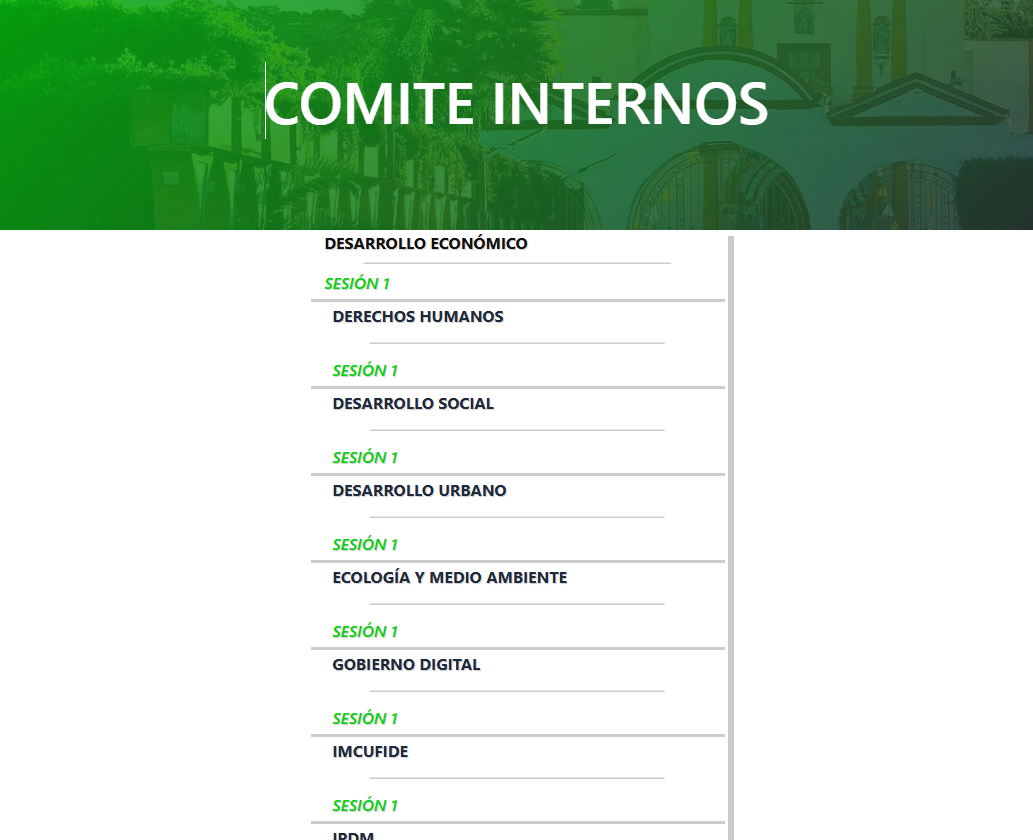 COMITE INTERNOS
DESARROLLO ECONÓMICO
SESIÓN 1
DERECHOS HUMANOS
SESIÓN 1
DESARROLLO SOCIAL
SESIÓN 1
DESARROLLO URBANO
SESIÓN 1
ECOLOGÍA Y MEDIO AMBIENTE
SESIÓN 1
GOBIERNO DIGITAL
SESIÓN 1
IMCUFIDE
SESIÓN 1